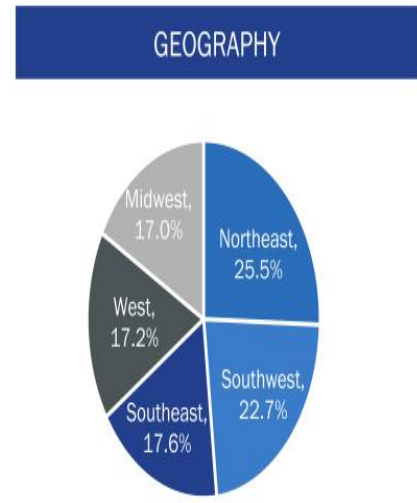 GEOGRAPHY
Midwest,
17.0%
Northeast,
25.5%
West,
17.2%
Southwest,
22.7%
Southeast,
17.6%